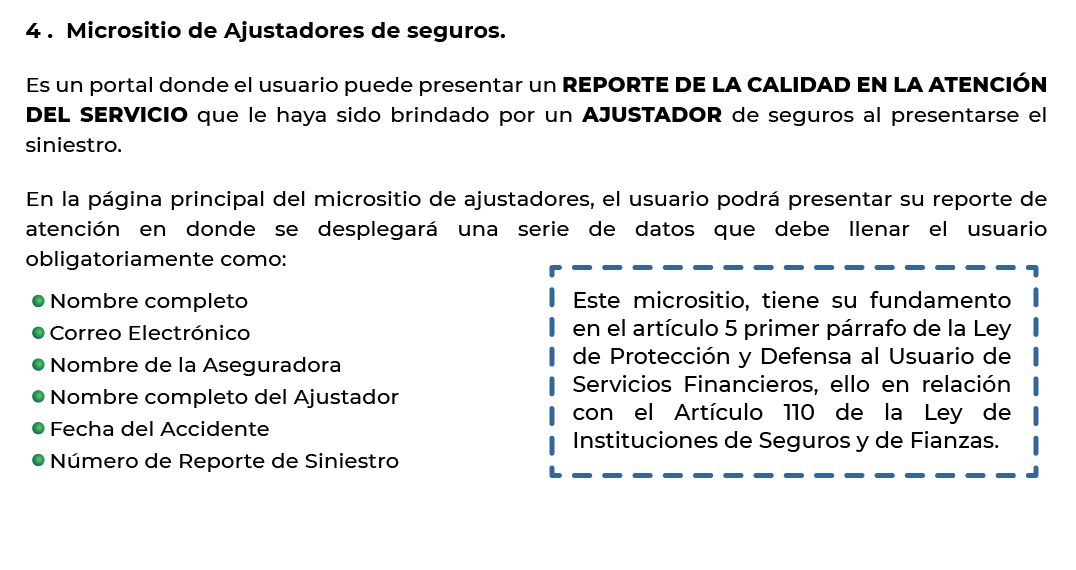 4 . Micrositio de Ajustadores de seguros.
Es un portal donde el usuario puede presentar un REPORTE DE LA CALIDAD EN LA ATENCIÓN
DEL SERVICIO que le haya sido brindado por un AJUSTADOR de seguros al presentarse el
siniestro.
En la página principal del micrositio de ajustadores, el usuario podrá presentar su reporte de
atención en donde se desplegará una serie de datos que debe llenar el usuario
obligatoriamente como:
Nombre completo
Correo Electrónico
Nombre de la Aseguradora
Nombre completo del Ajustador
Fecha del Accidente
Número de Reporte de Siniestro
Este micrositio, tiene su fundamento
en el artículo 5 primer párrafo de la Ley
de Protección y Defensa al Usuario de
Servicios Financieros, ello en relación
con el Artículo 110 de la Ley de
Instituciones de Seguros y de Fianzas.